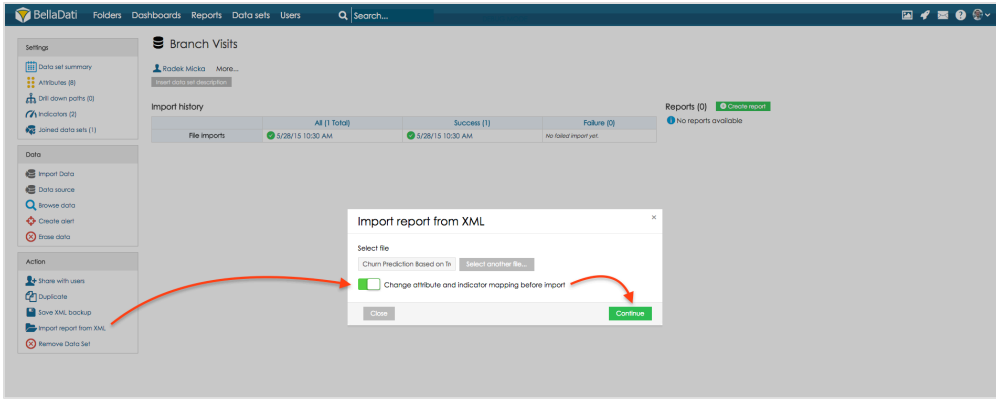 BellaDati Folders Dashboards Reports Data sets Users Search...
Settings
Data set summary
Attributes (8)
Drill down paths (0)
Indicators (2)
Joined data sets (1)
Data
Import Data
Data source
Browse data
Create alert
Erase data
Action
Share with users
Duplicate
Save XML backup
Import report from XML
Remove Data Set
Branch Visits
Radek Micka More...
Insert data set description
Import history
All (1 Total) Success (1) Failure (0)
File imports 5/28/15 10:30 AM 5/28/15 10:30 AM No failed import yet.
Reports (0) Create report
No reports available
Import report from XML ×
Select file
Churn Prediction Based on Te Select another file...
Change attribute and indicator mapping before import
Close Continue